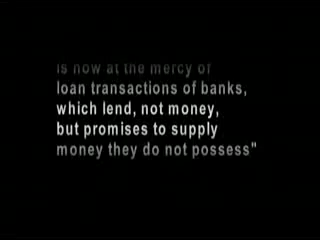 is now at the mercy of
loan transactions of banks,
which lend, not money,
but promises to supply
money they do not possess"